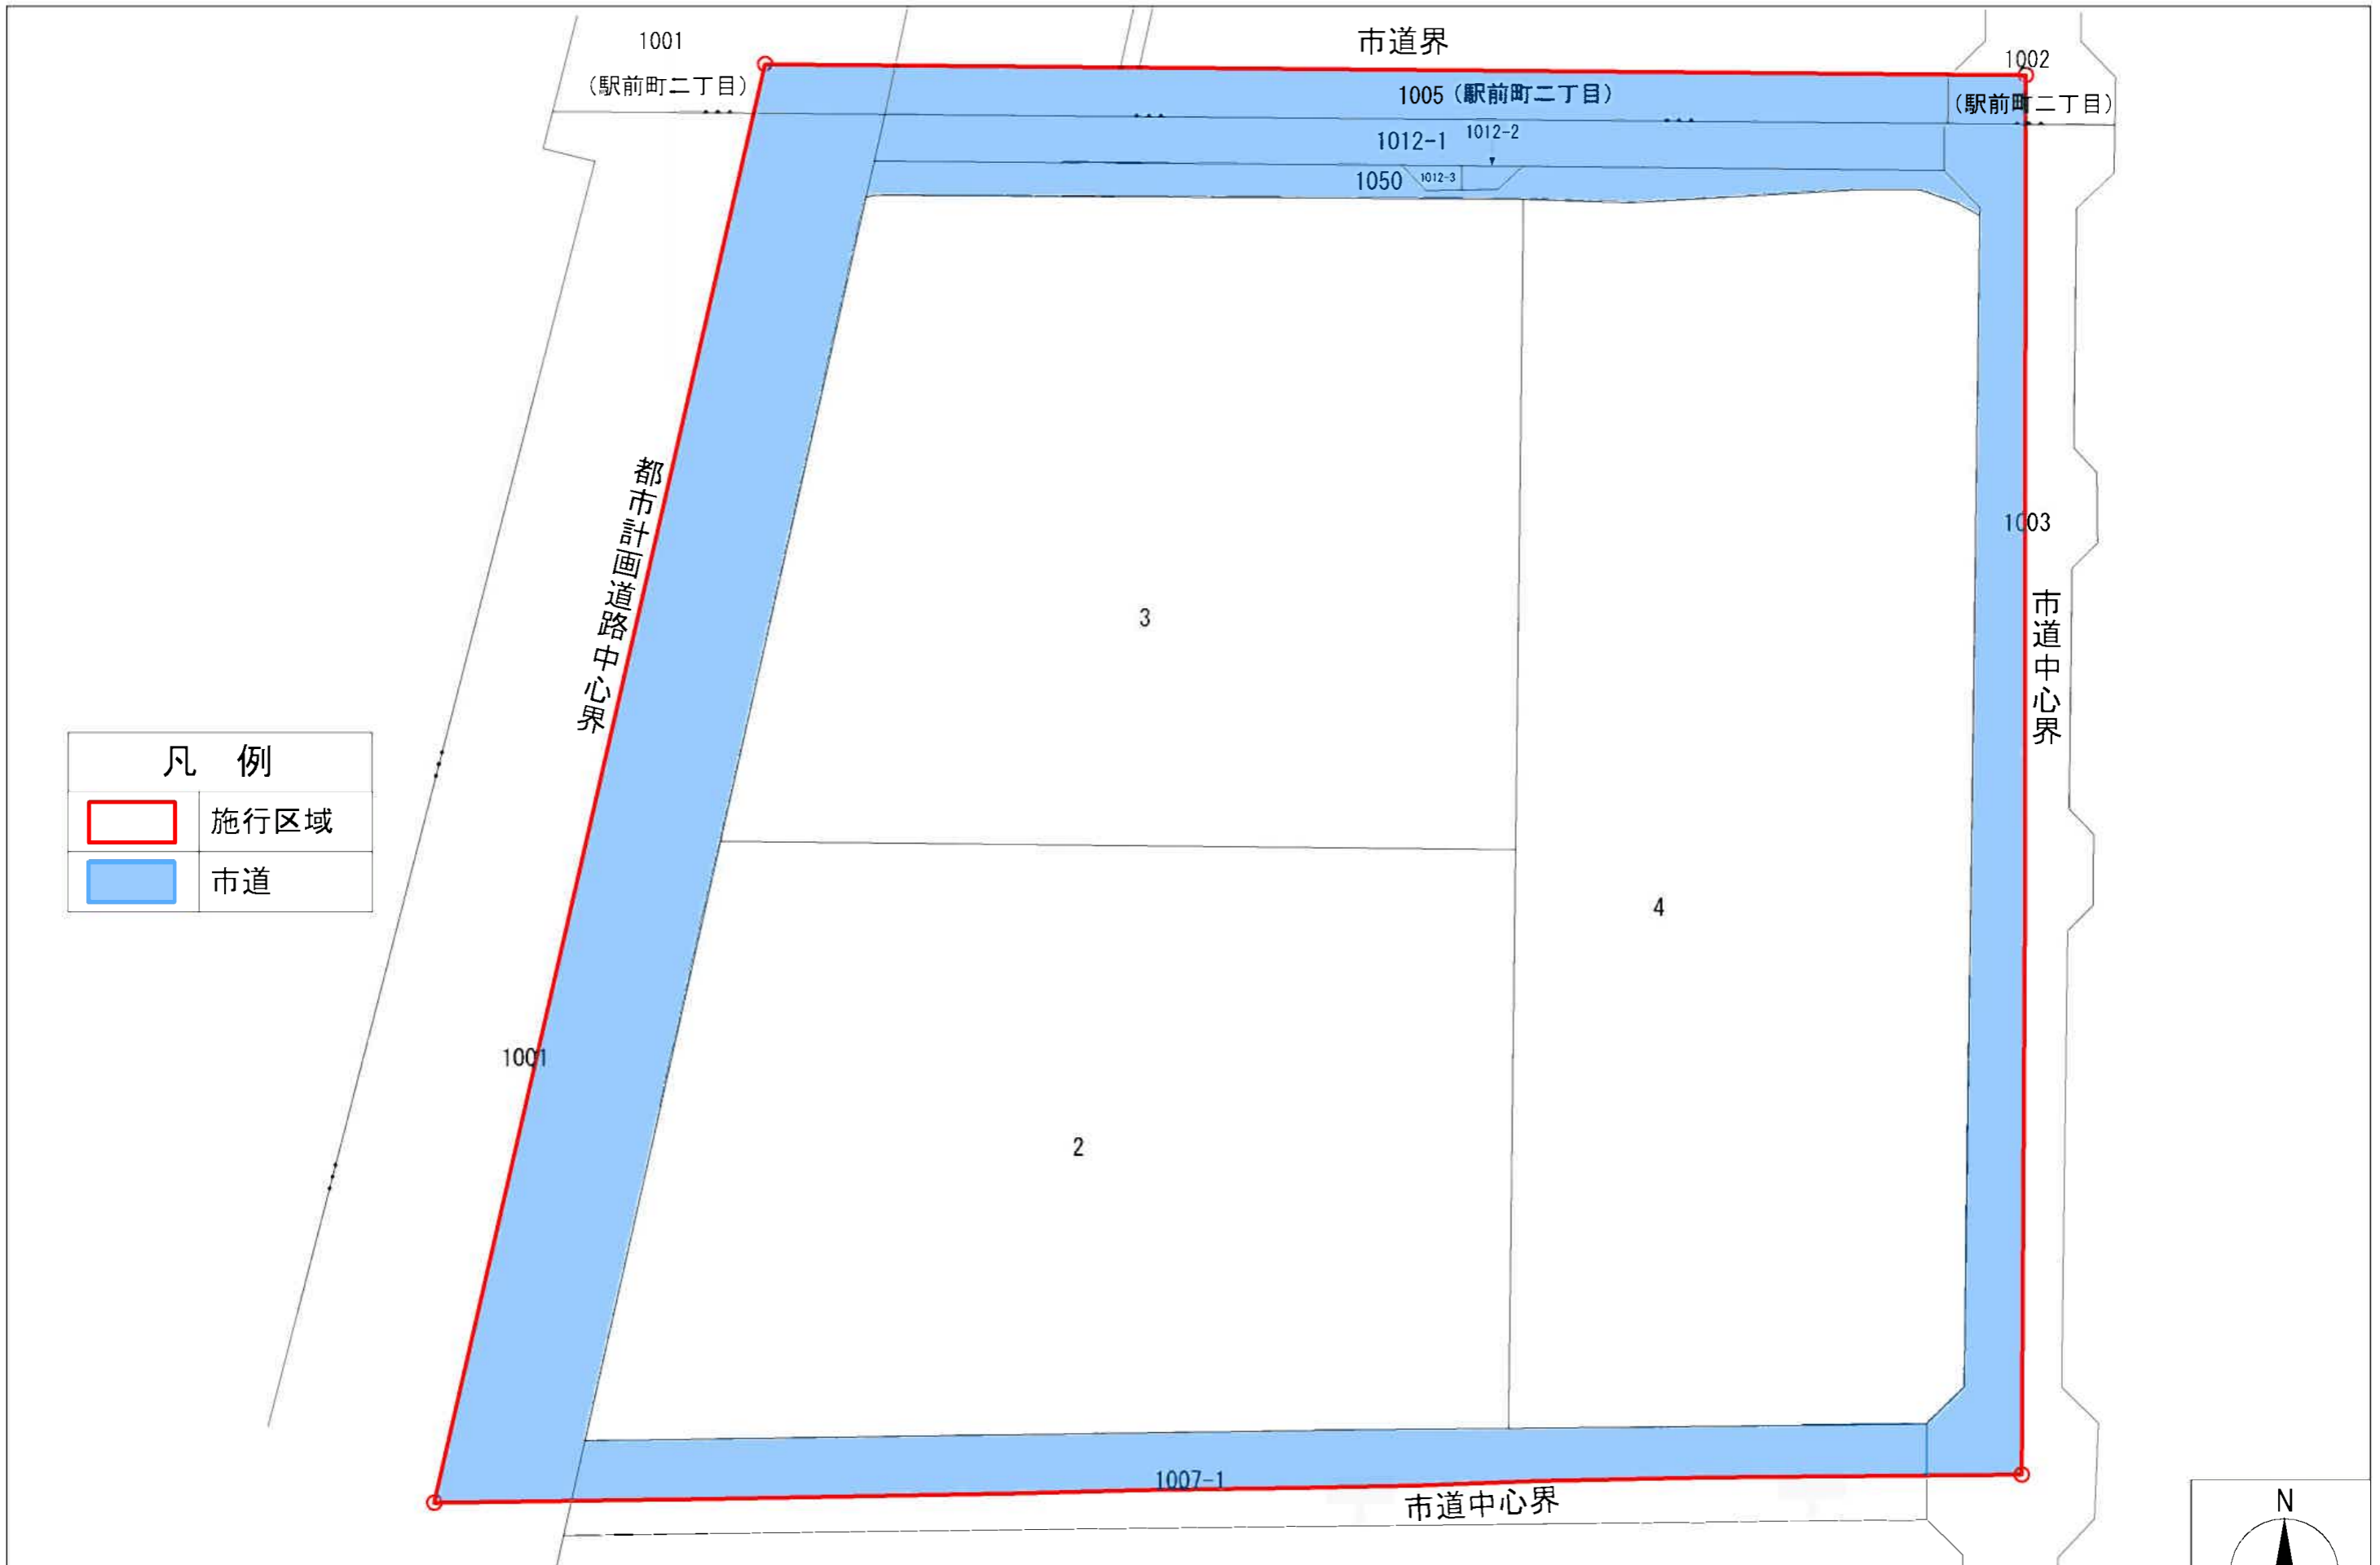 1001
市道界
1002
(駅前町二丁目)
1005 (駅前町二丁目)
(駅前町二丁目)
1012-1
1012-2
1050
1012-3
都市計画道路中心界
1003
3
市道中心界
凡 例
施行区域
市道
4
1001
2
1007-1
市道中心界
N